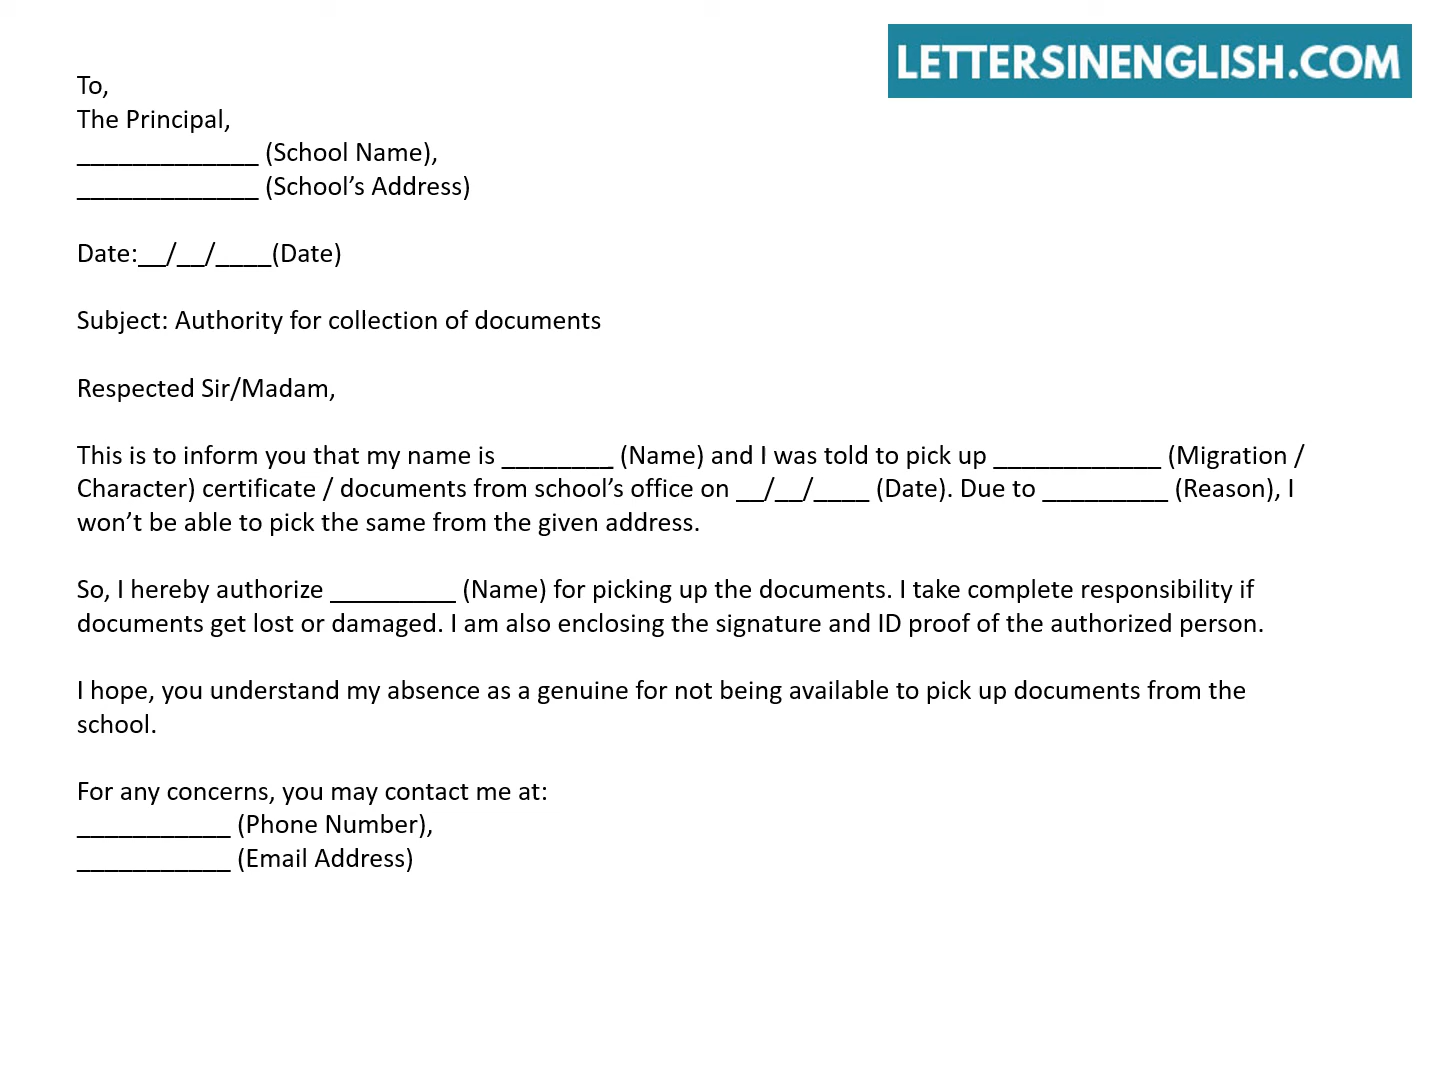 LETTERSINENGLISH.COM
To,
The Principal,
_____________ (School Name),
_____________ (School’s Address)
Date:__/__/____(Date)
Subject: Authority for collection of documents
Respected Sir/Madam,
This is to inform you that my name is ________ (Name) and I was told to pick up ____________ (Migration /
Character) certificate / documents from school’s office on __/__/____ (Date). Due to _________ (Reason), I
won’t be able to pick the same from the given address.
So, I hereby authorize _________ (Name) for picking up the documents. I take complete responsibility if
documents get lost or damaged. I am also enclosing the signature and ID proof of the authorized person.
I hope, you understand my absence as a genuine for not being available to pick up documents from the
school.
For any concerns, you may contact me at:
___________ (Phone Number),
___________ (Email Address)